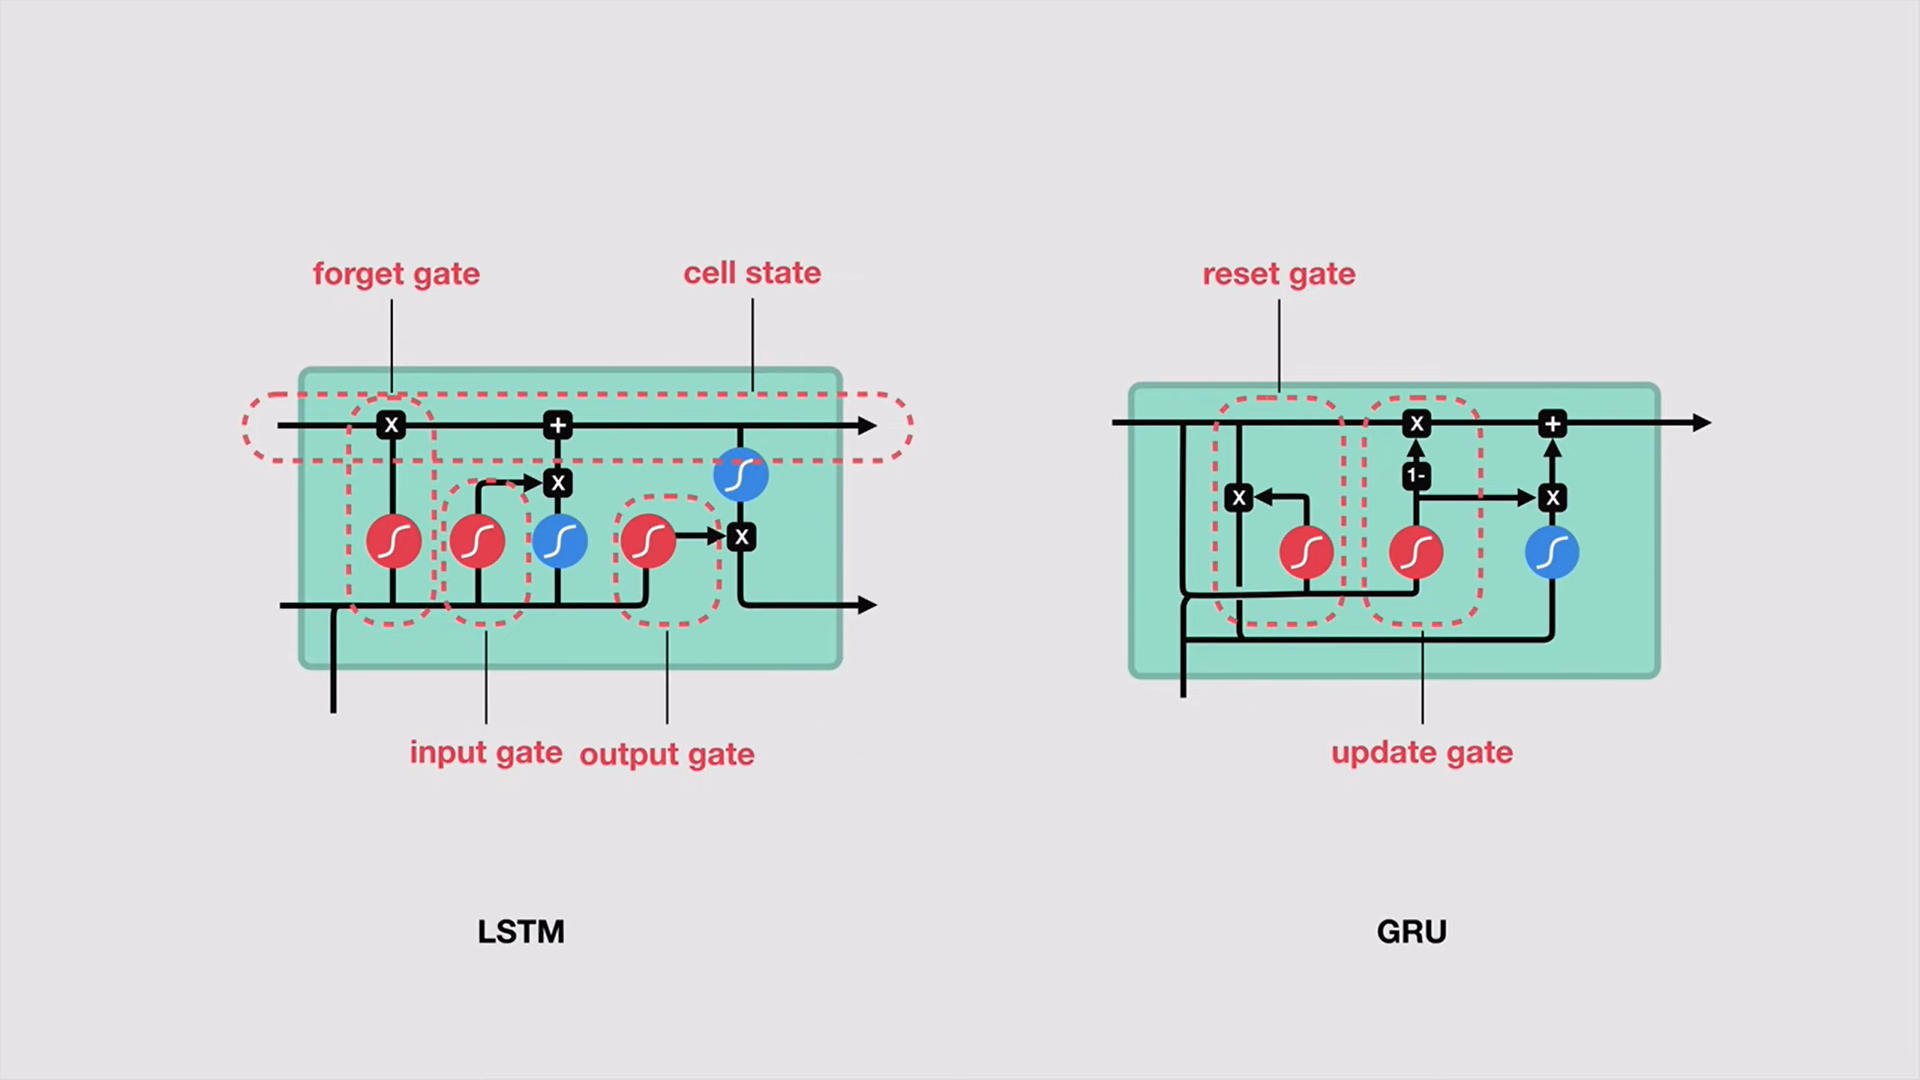 forget gate
cell state
reset gate
X
+
X
X
X
+
1-
X
X
input gate
output gate
update gate
LSTM
GRU